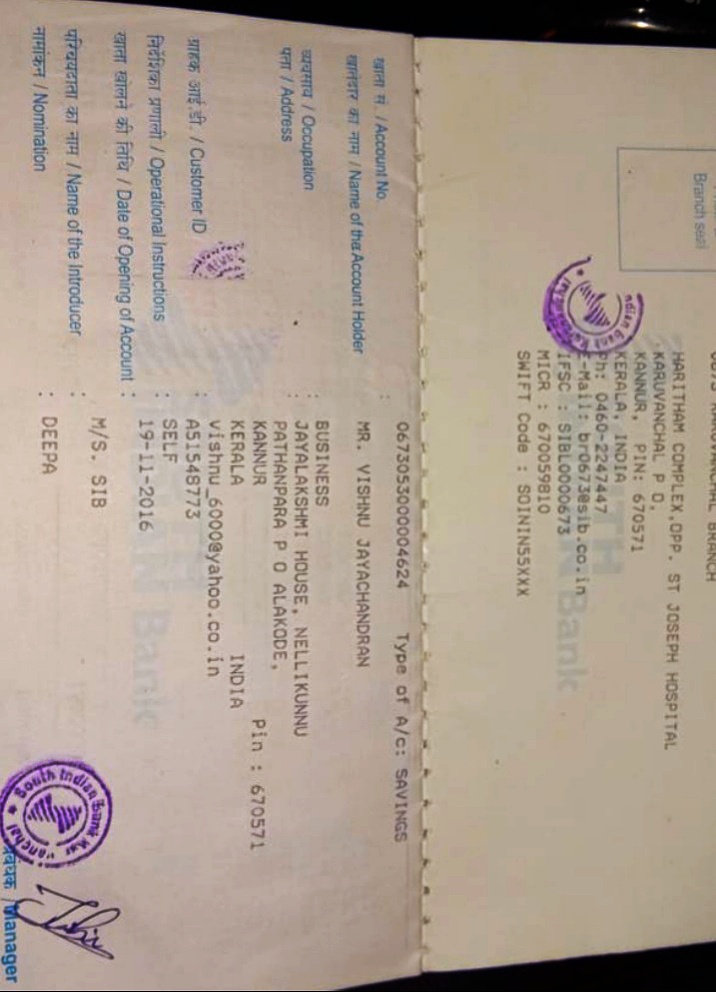 0673 KARUVANCHAL BRANCH
Branch seal
HARITHAM COMPLEX,OPP. ST JOSEPH HOSPITAL
KARUVANCHAL P O,
KANNUR, PIN: 670571
KERALA, INDIA
Ph: 0460-2247447
E-Mail: br0673@sib.co.in
IFSC : SIBL0000673
MICR : 670059810
SWIFT Code : SOININ55XXX
खाता सं. / Account No. : 0673053000004624 Type of A/c: SAVINGS
खातेदार का नाम / Name of the Account Holder MR. VISHNU JAYACHANDRAN
व्यवसाय / Occupation : BUSINESS
पता / Address : JAYALAKSHMI HOUSE, NELLIKUNNU
PATHANPARA P O ALAKODE,
KANNUR Pin : 670571
KERALA INDIA
vishnu_6000@yahoo.co.in
ग्राहक आई.डी. / Customer ID : A51548773
निर्देशिका प्रणाली / Operational Instructions : SELF
खाता खोलने की तिथि / Date of Opening of Account : 19-11-2016
परिचयदाता का नाम / Name of the Introducer : M/S. SIB
नामांकन / Nomination : DEEPA
South Indian Bank
प्रबंधक / Manager